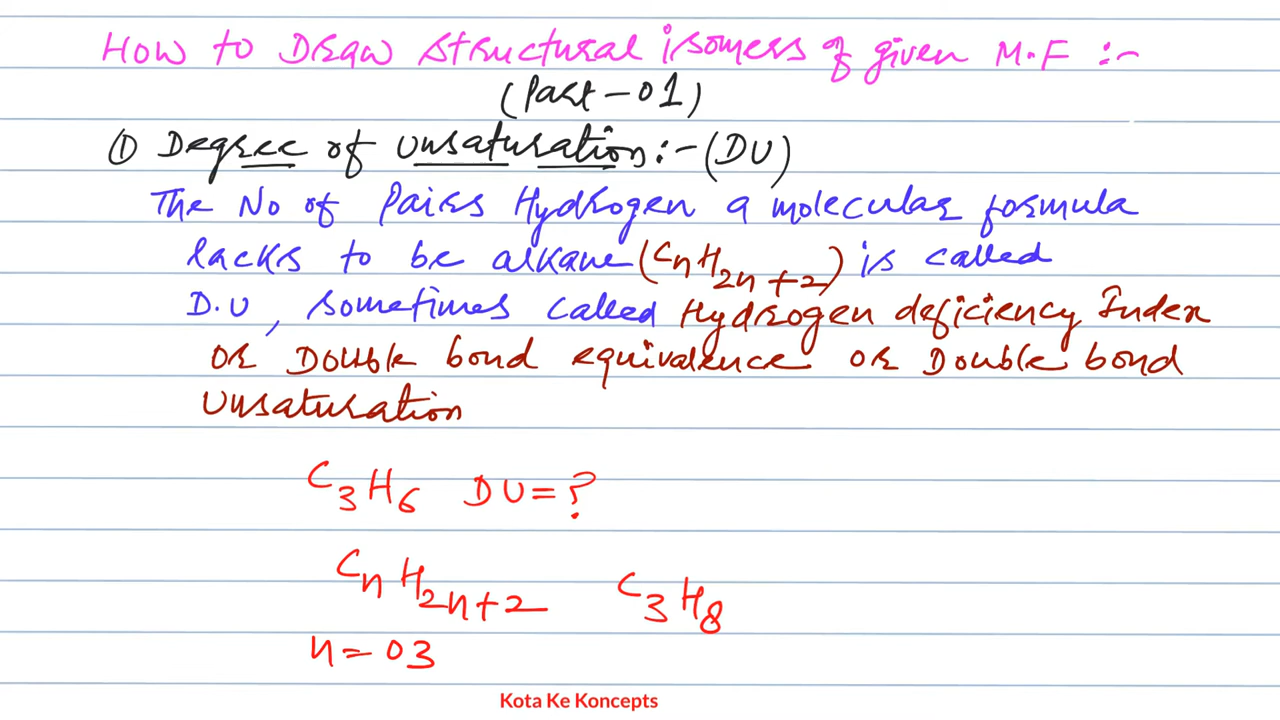 How to Draw structural isomers of given M.F :-
(Part-01)
① Degree of Unsaturation :- (DU)
The No of Pairs Hydrogen a molecular formula
lacks to be alkane (CnH2n+2) is called
D.U, sometimes called Hydrogen deficiency Index
OR Double bond equivalence OR Double bond
Unsaturation
C3H6 DU = ?
CnH2n+2 C3H8
n = 03
Kota Ke Koncepts